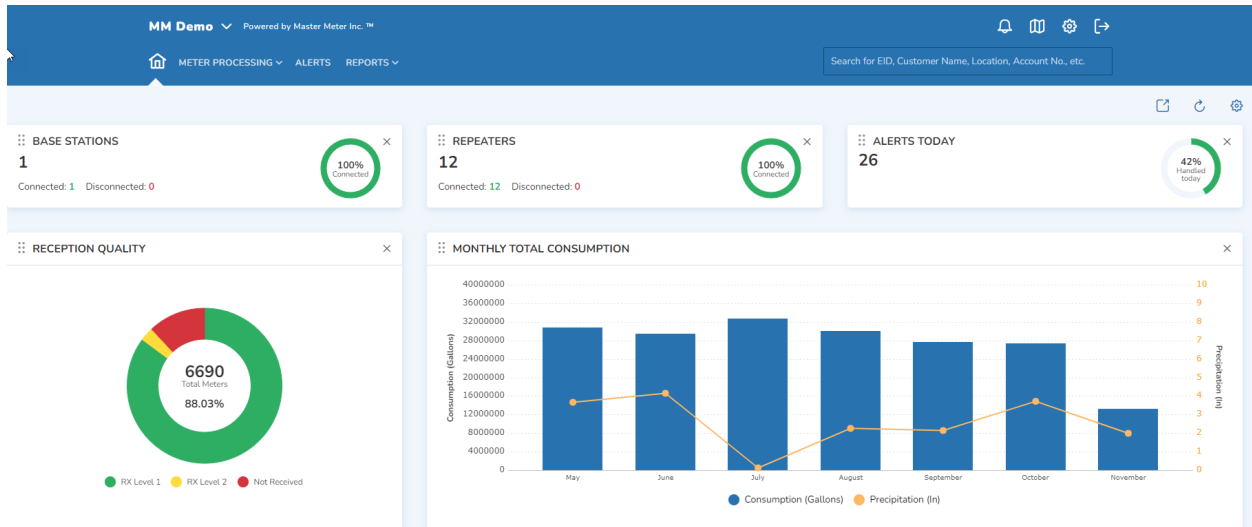 MM Demo Powered by Master Meter Inc. ™
METER PROCESSING ALERTS REPORTS
Search for EID, Customer Name, Location, Account No., etc.
BASE STATIONS
1
Connected: 1 Disconnected: 0
100%
Connected
REPEATERS
12
Connected: 12 Disconnected: 0
100%
Connected
ALERTS TODAY
26
42%
Handled
today
RECEPTION QUALITY
6690
Total Meters
88.03%
RX Level 1 RX Level 2 Not Received
MONTHLY TOTAL CONSUMPTION
Consumption (Gallons)
40000000
36000000
32000000
28000000
24000000
20000000
16000000
12000000
8000000
4000000
0
10
9
8
7
6
5
4
3
2
1
0
Precipitation (In)
May June July August September October November
Consumption (Gallons) Precipitation (In)